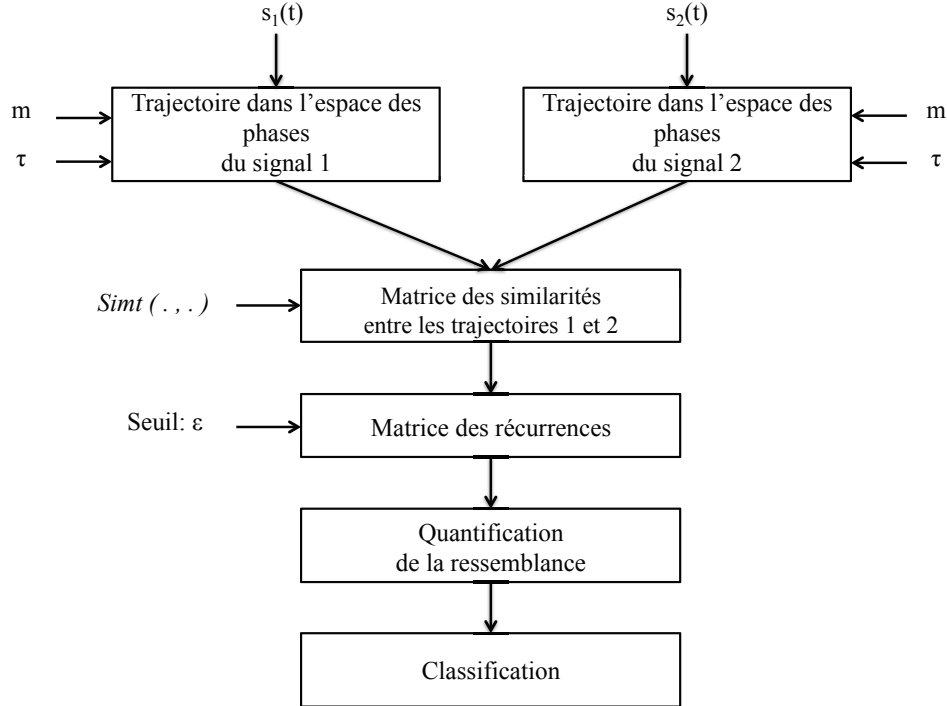 s₁(t)
s₂(t)
m
τ
Trajectoire dans l'espace des
phases
du signal 1
Trajectoire dans l'espace des
phases
du signal 2
m
τ
Simt ( . , . )
Matrice des similarités
entre les trajectoires 1 et 2
Seuil: ε
Matrice des récurrences
Quantification
de la ressemblance
Classification